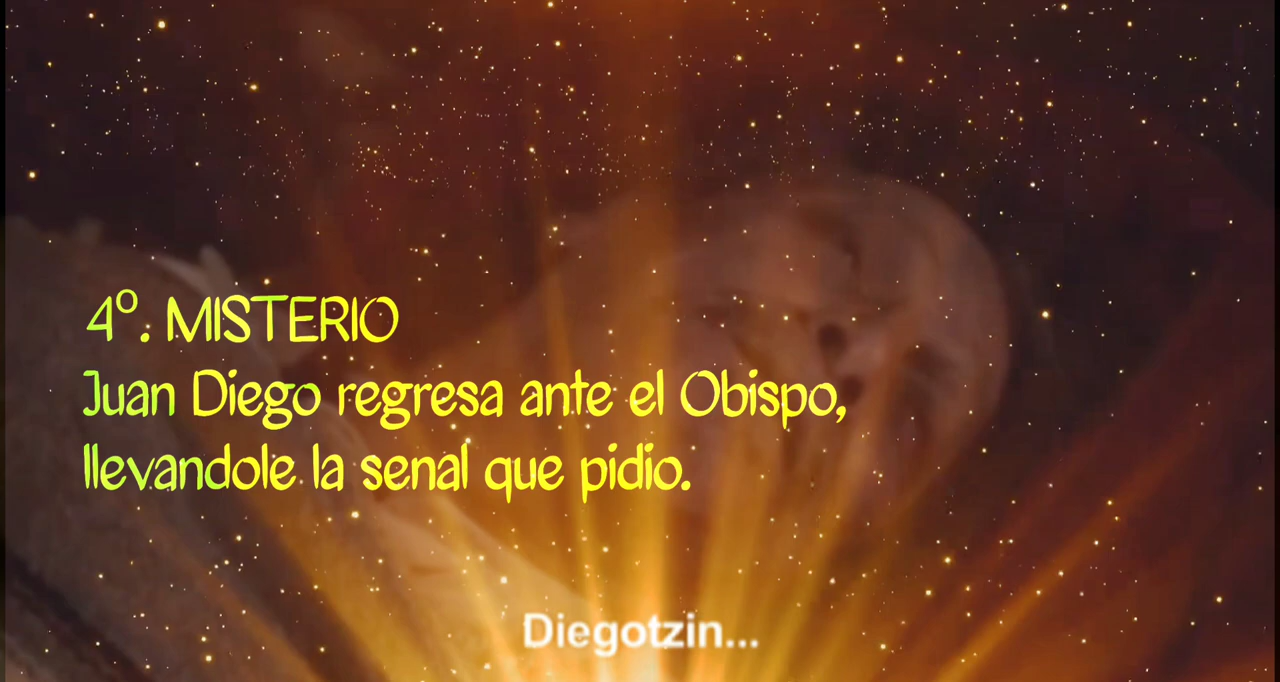 4º. MISTERIO
Juan Diego regresa ante el Obispo,
llevandole la senal que pidio.
Diegotzin...